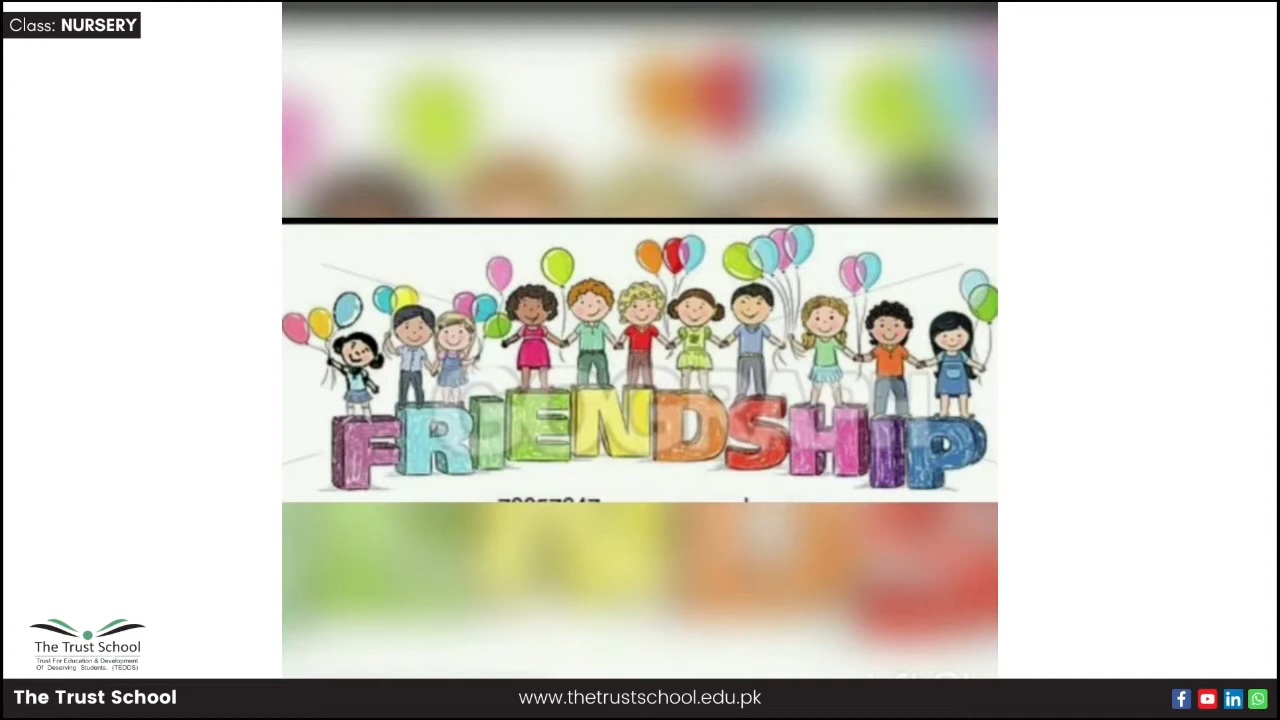 Class: NURSERY
FRIENDSHIP
The Trust School
Trust For Education & Development
Of Deserving Students. (TEDDS)
The Trust School
www.thetrustschool.edu.pk